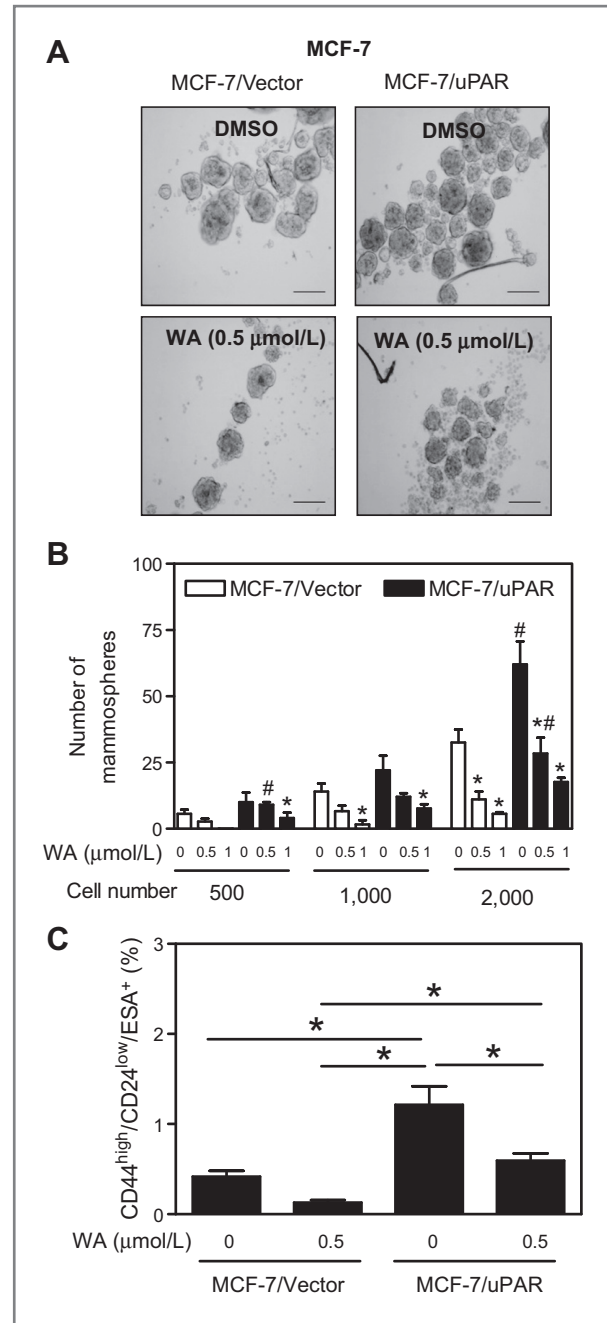 A
MCF-7
MCF-7/Vector MCF-7/uPAR
DMSO DMSO
WA (0.5 μmol/L) WA (0.5 μmol/L)
B
100
MCF-7/Vector MCF-7/uPAR
75
50
25
0
Number of
mammospheres
#
*#
*
*
*
#
*
*
*
WA (μmol/L) 0 0.5 1 0 0.5 1 0 0.5 1 0 0.5 1 0 0.5 1 0 0.5 1
Cell number 500 1,000 2,000
C
CD44high/CD24low/ESA+ (%)
3
2
1
0
*
*
* *
WA (μmol/L) 0 0.5 0 0.5
MCF-7/Vector MCF-7/uPAR